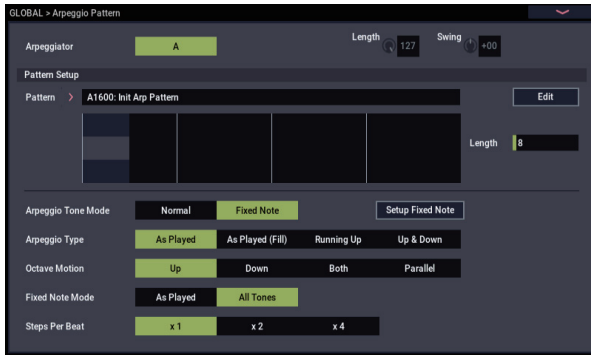 GLOBAL > Arpeggio Pattern
Arpeggiator A Length 127 Swing +00
Pattern Setup
Pattern > A1600: Init Arp Pattern Edit
Length 8
Arpeggio Tone Mode Normal Fixed Note Setup Fixed Note
Arpeggio Type As Played As Played (Fill) Running Up Up & Down
Octave Motion Up Down Both Parallel
Fixed Note Mode As Played All Tones
Steps Per Beat x 1 x 2 x 4